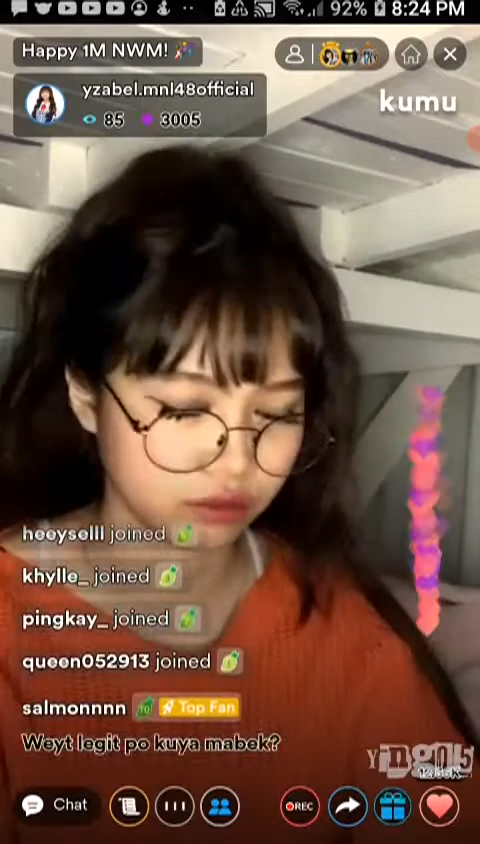 92% 8:24 PM
Happy 1M NWM!
yzabel.mnl48official
85 3005
kumu
heeyselll joined
khylle_ joined
pingkay_ joined
queen052913 joined
salmonnnn Top Fan
Weyt legit po kuya mabek?
Chat
REC